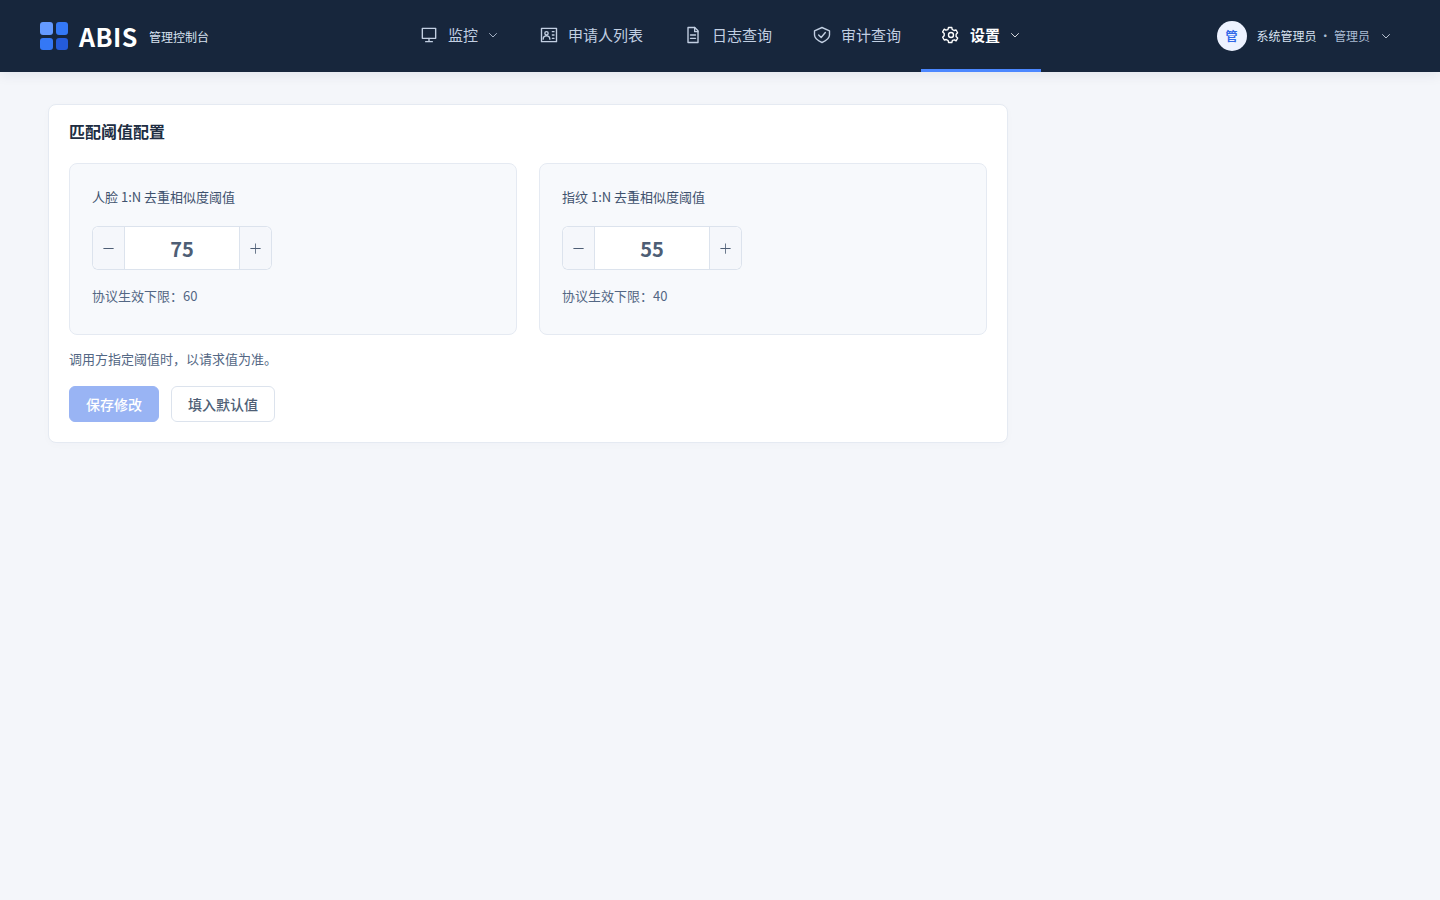 ABIS 管理控制台
监控
申请人列表
日志查询
审计查询
设置
管 系统管理员 · 管理员
匹配阈值配置
人脸 1:N 去重相似度阈值
75
协议生效下限：60
指纹 1:N 去重相似度阈值
55
协议生效下限：40
调用方指定阈值时，以请求值为准。
保存修改
填入默认值